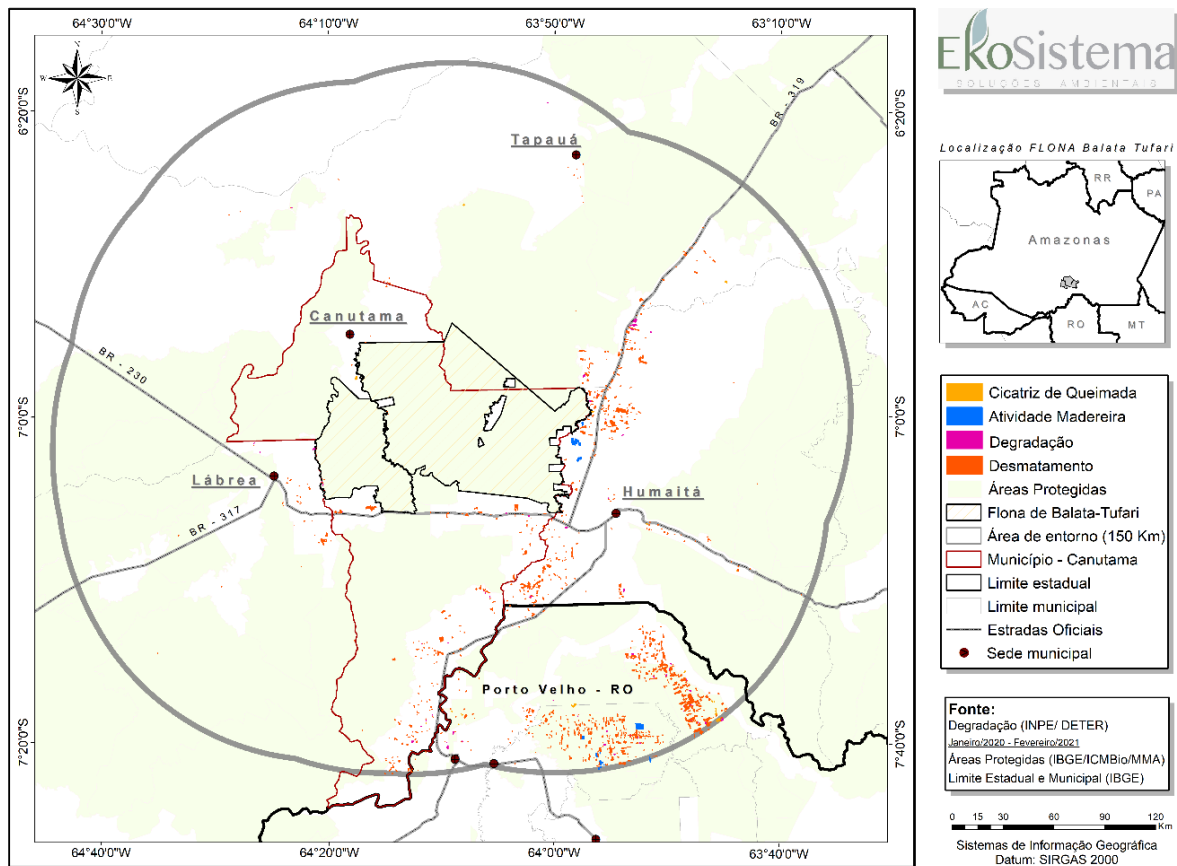 64°30'0"W 64°10'0"W 63°50'0"W 63°10'0"W
N
W E
S
6°20'0"S
6°20'0"S
BR - 319
Tapauá
Canutama
BR - 230
7°0'0"S
7°0'0"S
Lábrea
Humaitá
BR - 317
Porto Velho - RO
7°20'0"S
7°40'0"S
64°40'0"W 64°20'0"W 64°0'0"W 63°40'0"W
EkoSistema
SOLUÇÕES AMBIENTAIS
Localização FLONA Balata Tufari
RR
PA
Amazonas
AC
RO
MT
Cicatriz de Queimada
Atividade Madereira
Degradação
Desmatamento
Áreas Protegidas
Flona de Balata-Tufari
Área de entorno (150 Km)
Município - Canutama
Limite estadual
Limite municipal
Estradas Oficiais
Sede municipal
Fonte:
Degradação (INPE/ DETER)
Janeiro/2020 - Fevereiro/2021
Áreas Protegidas (IBGE/ICMBio/MMA)
Limite Estadual e Municipal (IBGE)
0 15 30 60 90 120
Km
Sistemas de Informação Geográfica
Datum: SIRGAS 2000